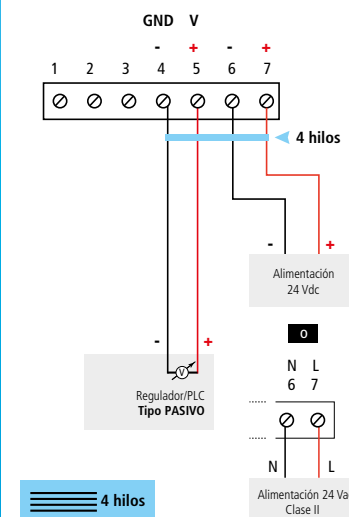 GND V
- + - +
1 2 3 4 5 6 7
4 hilos
- +
Alimentación
24 Vdc
o
- +
N L
6 7
V
Regulador/PLC
Tipo PASIVO
N L
4 hilos
Alimentación 24 Va
Clase II